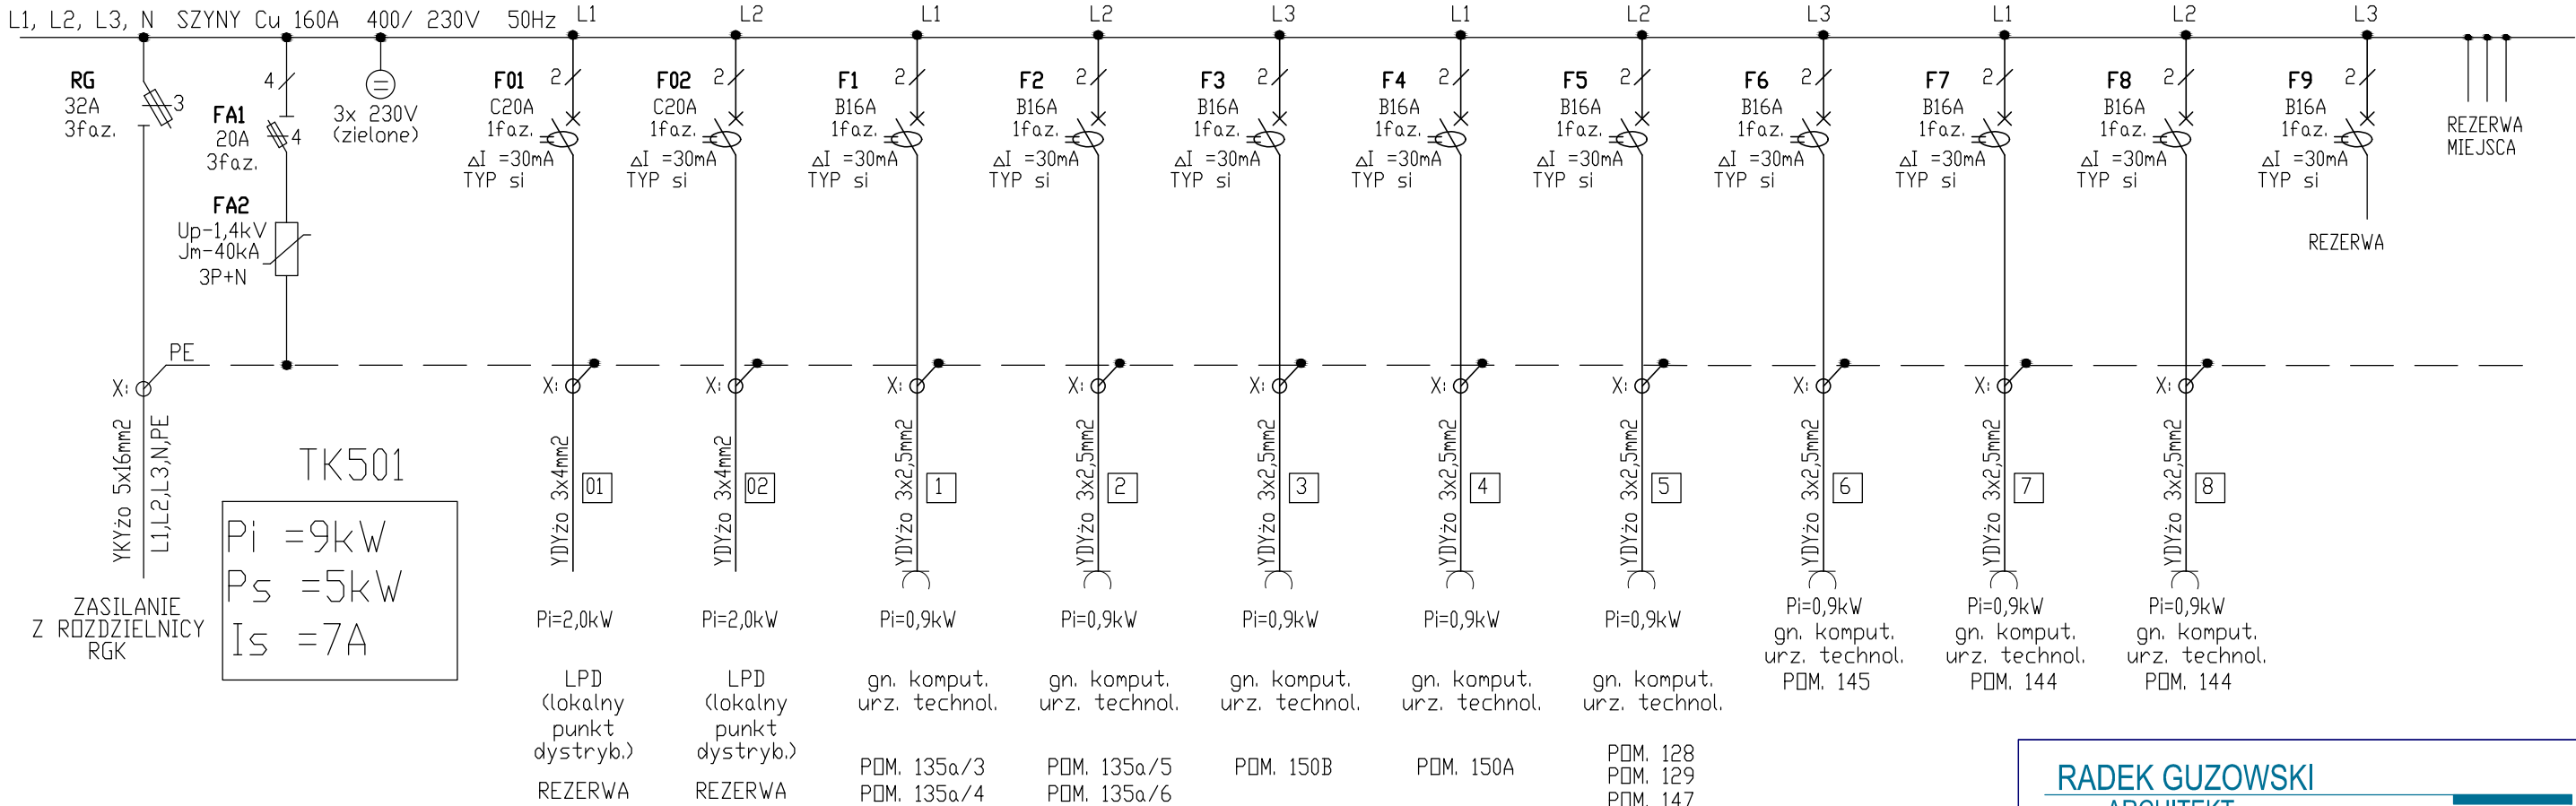 L1, L2, L3, N SZYNY Cu 160A 400/ 230V 50Hz
L1
L2
L1
L2
L3
L1
L2
L3
L1
L2
L3
RG
32A
3faz.
3
4
FA1
20A
3faz.
4
FA2
Up-1,4kV
Jm-40kA
3P+N
3x 230V
(zielone)
F01
2
C20A
1faz.
ΔI =30mA
TYP si
F02
2
C20A
1faz.
ΔI =30mA
TYP si
F1
2
B16A
1faz.
ΔI =30mA
TYP si
F2
2
B16A
1faz.
ΔI =30mA
TYP si
F3
2
B16A
1faz.
ΔI =30mA
TYP si
F4
2
B16A
1faz.
ΔI =30mA
TYP si
F5
2
B16A
1faz.
ΔI =30mA
TYP si
F6
2
B16A
1faz.
ΔI =30mA
TYP si
F7
2
B16A
1faz.
ΔI =30mA
TYP si
F8
2
B16A
1faz.
ΔI =30mA
TYP si
F9
2
B16A
1faz.
ΔI =30mA
TYP si
REZERWA
REZERWA
MIEJSCA
PE
X:
X:
X:
X:
X:
X:
X:
X:
X:
X:
X:
YKYżo 5x16mm2
L1,L2,L3,N,PE
ZASILANIE
Z ROZDZIELNICY
RGK
TK501
Pi =9kW
Ps =5kW
Is =7A
YDYżo 3x4mm2
01
Pi=2,0kW
LPD
(lokalny
punkt
dystryb.)
REZERWA
YDYżo 3x4mm2
02
Pi=2,0kW
LPD
(lokalny
punkt
dystryb.)
REZERWA
YDYżo 3x2,5mm2
1
Pi=0,9kW
gn. komput.
urz. technol.
POM. 135a/3
POM. 135a/4
YDYżo 3x2,5mm2
2
Pi=0,9kW
gn. komput.
urz. technol.
POM. 135a/5
POM. 135a/6
YDYżo 3x2,5mm2
3
Pi=0,9kW
gn. komput.
urz. technol.
POM. 150B
YDYżo 3x2,5mm2
4
Pi=0,9kW
gn. komput.
urz. technol.
POM. 150A
YDYżo 3x2,5mm2
5
Pi=0,9kW
gn. komput.
urz. technol.
POM. 128
POM. 129
POM. 147
YDYżo 3x2,5mm2
6
Pi=0,9kW
gn. komput.
urz. technol.
POM. 145
YDYżo 3x2,5mm2
7
Pi=0,9kW
gn. komput.
urz. technol.
POM. 144
YDYżo 3x2,5mm2
8
Pi=0,9kW
gn. komput.
urz. technol.
POM. 144
RADEK GUZOWSKI
ARCHITEKT